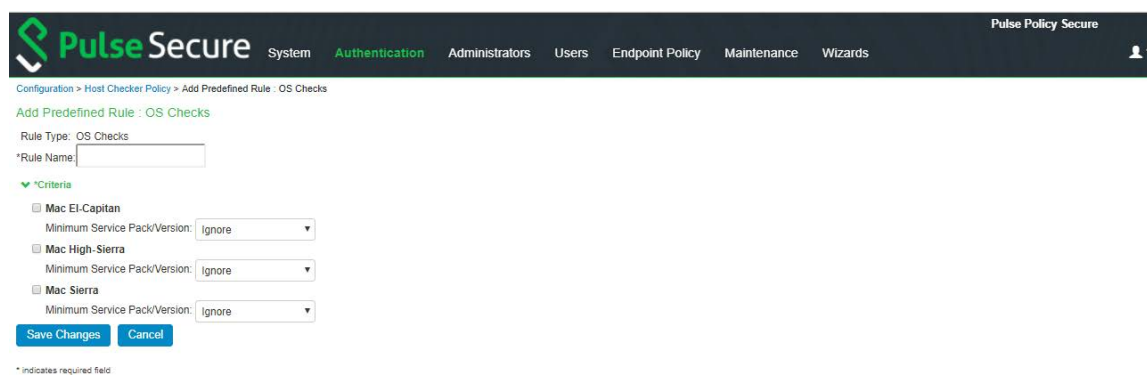 Pulse Policy Secure
Pulse Secure System Authentication Administrators Users Endpoint Policy Maintenance Wizards
Configuration > Host Checker Policy > Add Predefined Rule : OS Checks
Add Predefined Rule : OS Checks
Rule Type: OS Checks
*Rule Name:
*Criteria
Mac El-Capitan
Minimum Service Pack/Version: Ignore
Mac High-Sierra
Minimum Service Pack/Version: Ignore
Mac Sierra
Minimum Service Pack/Version: Ignore
Save Changes Cancel
* indicates required field